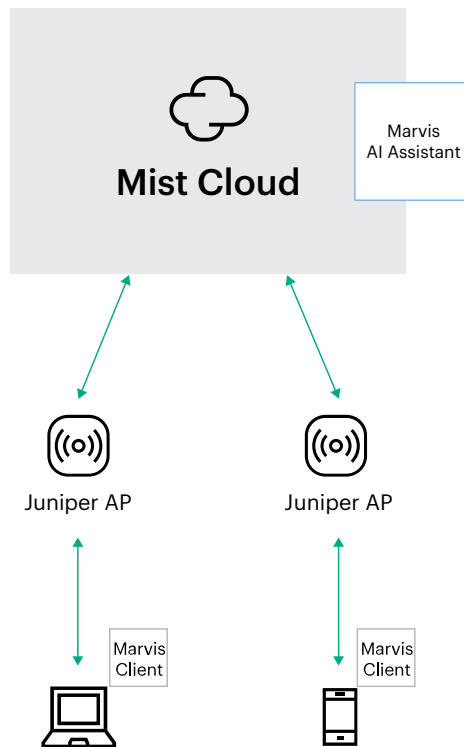 Marvis
AI Assistant
Mist Cloud
Juniper AP
Juniper AP
Marvis
Client
Marvis
Client